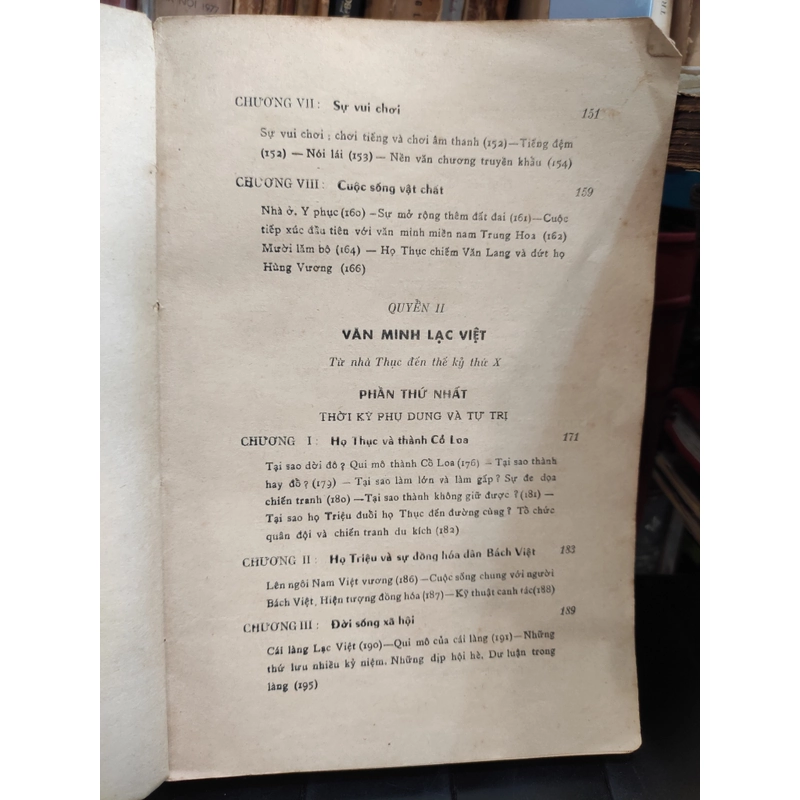 CHƯƠNG VII : Sự vui chơi 151
Sự vui chơi ; chơi tiếng và chơi âm thanh (152)—Tiếng đệm
(152) — Nói lái (153) — Nền văn chương truyền khẩu (154)
CHƯƠNG VIII : Cuộc sống vật chất 159
Nhà ở, Y phục (160) –Sự mở rộng thêm đất đai (161)—Cuộc
tiếp xúc đầu tiên với văn minh miền nam Trung Hoa (162)
Mười lăm bộ (164) — Họ Thục chiếm Văn Lang và dứt họ
Hùng Vương (166)
QUYỂN II
VĂN MINH LẠC VIỆT
Từ nhà Thục đến thế kỷ thứ X
PHẦN THỨ NHẤT
THỜI KỲ PHỤ DUNG VÀ TỰ TRỊ
CHƯƠNG I : Họ Thục và thành Cổ Loa 171
Tại sao dời đô ? Qui mô thành Cổ Loa (176) – Tại sao thành
hay đổ ? (179) — Tại sao làm lớn và làm gấp ? Sự đe dọa
chiến tranh (180) —Tại sao thành không giữ được ? (181) —
Tại sao họ Triệu đuổi họ Thục đến đường cùng ? Tổ chức
quân đội và chiến tranh du kích (182)
CHƯƠNG II : Họ Triệu và sự đồng hóa dân Bách Việt 183
Lên ngôi Nam Việt vương (186) —Cuộc sống chung với người
Bách Việt. Hiện tượng đồng hóa (187)— Kỹ thuật canh tác(188)
CHƯƠNG III : Đời sống xã hội 189
Cái làng Lạc Việt (190)—Qui mô của cái làng (191)—Những
thứ lưu nhiều kỷ niệm. Những dịp hội hè. Dư luận trong
làng (195)